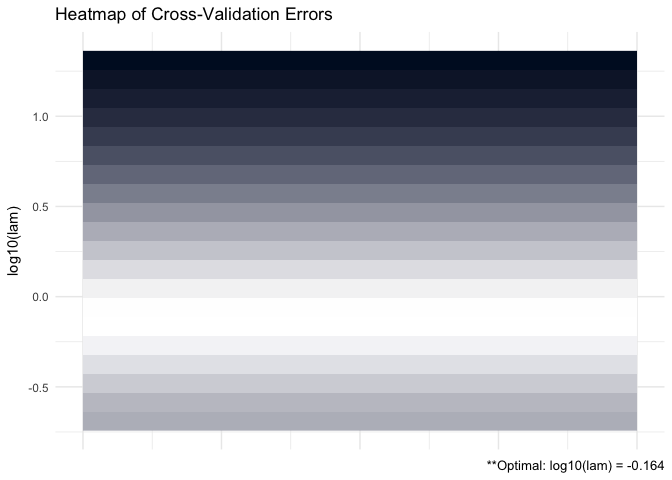 Heatmap of Cross-Validation Errors
1.0
0.5
log10(lam)
0.0
-0.5
**Optimal: log10(lam) = -0.164